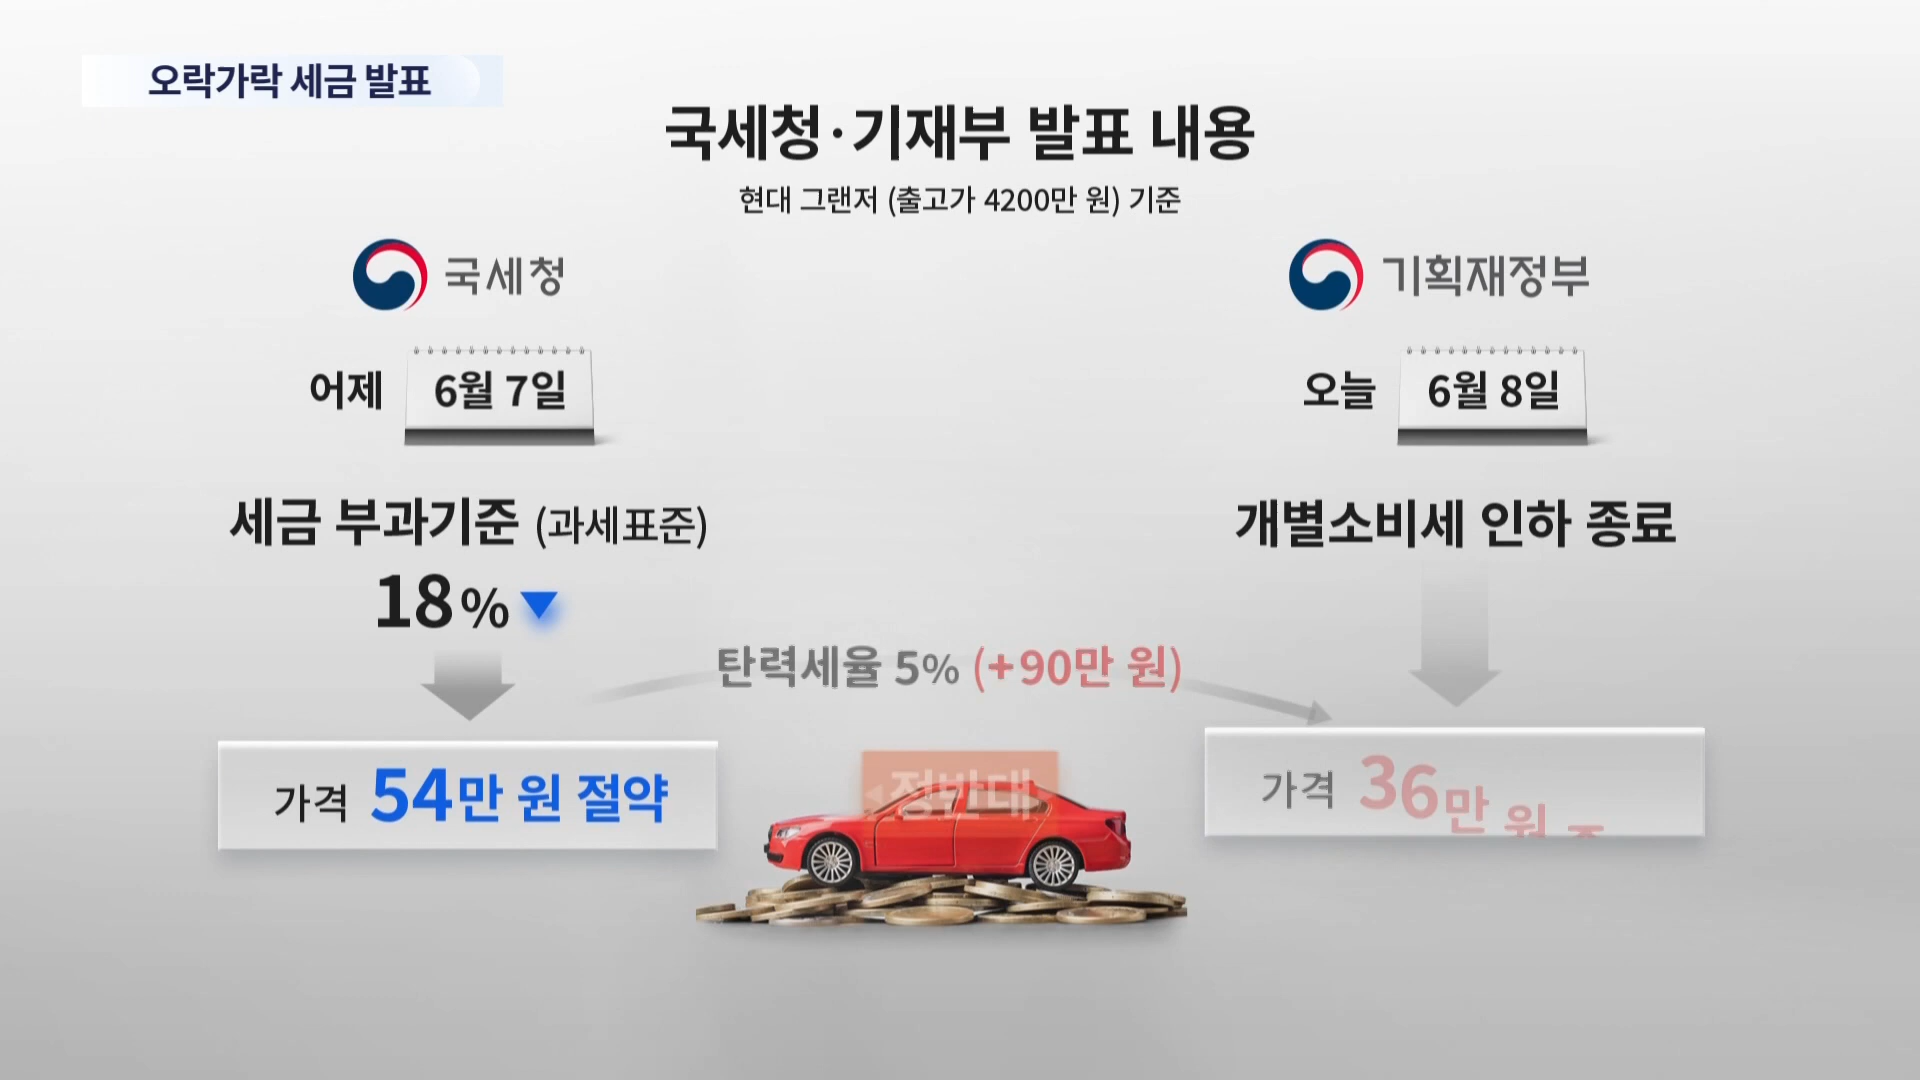 오락가락 세금 발표
국세청·기재부 발표 내용
현대 그랜저 (출고가 4200만 원) 기준
국세청
어제 6월 7일
세금 부과기준 (과세표준)
18%▼
가격 54만 원 절약
탄력세율 5% (+90만 원)
정반대
기획재정부
오늘 6월 8일
개별소비세 인하 종료
가격 36만 원